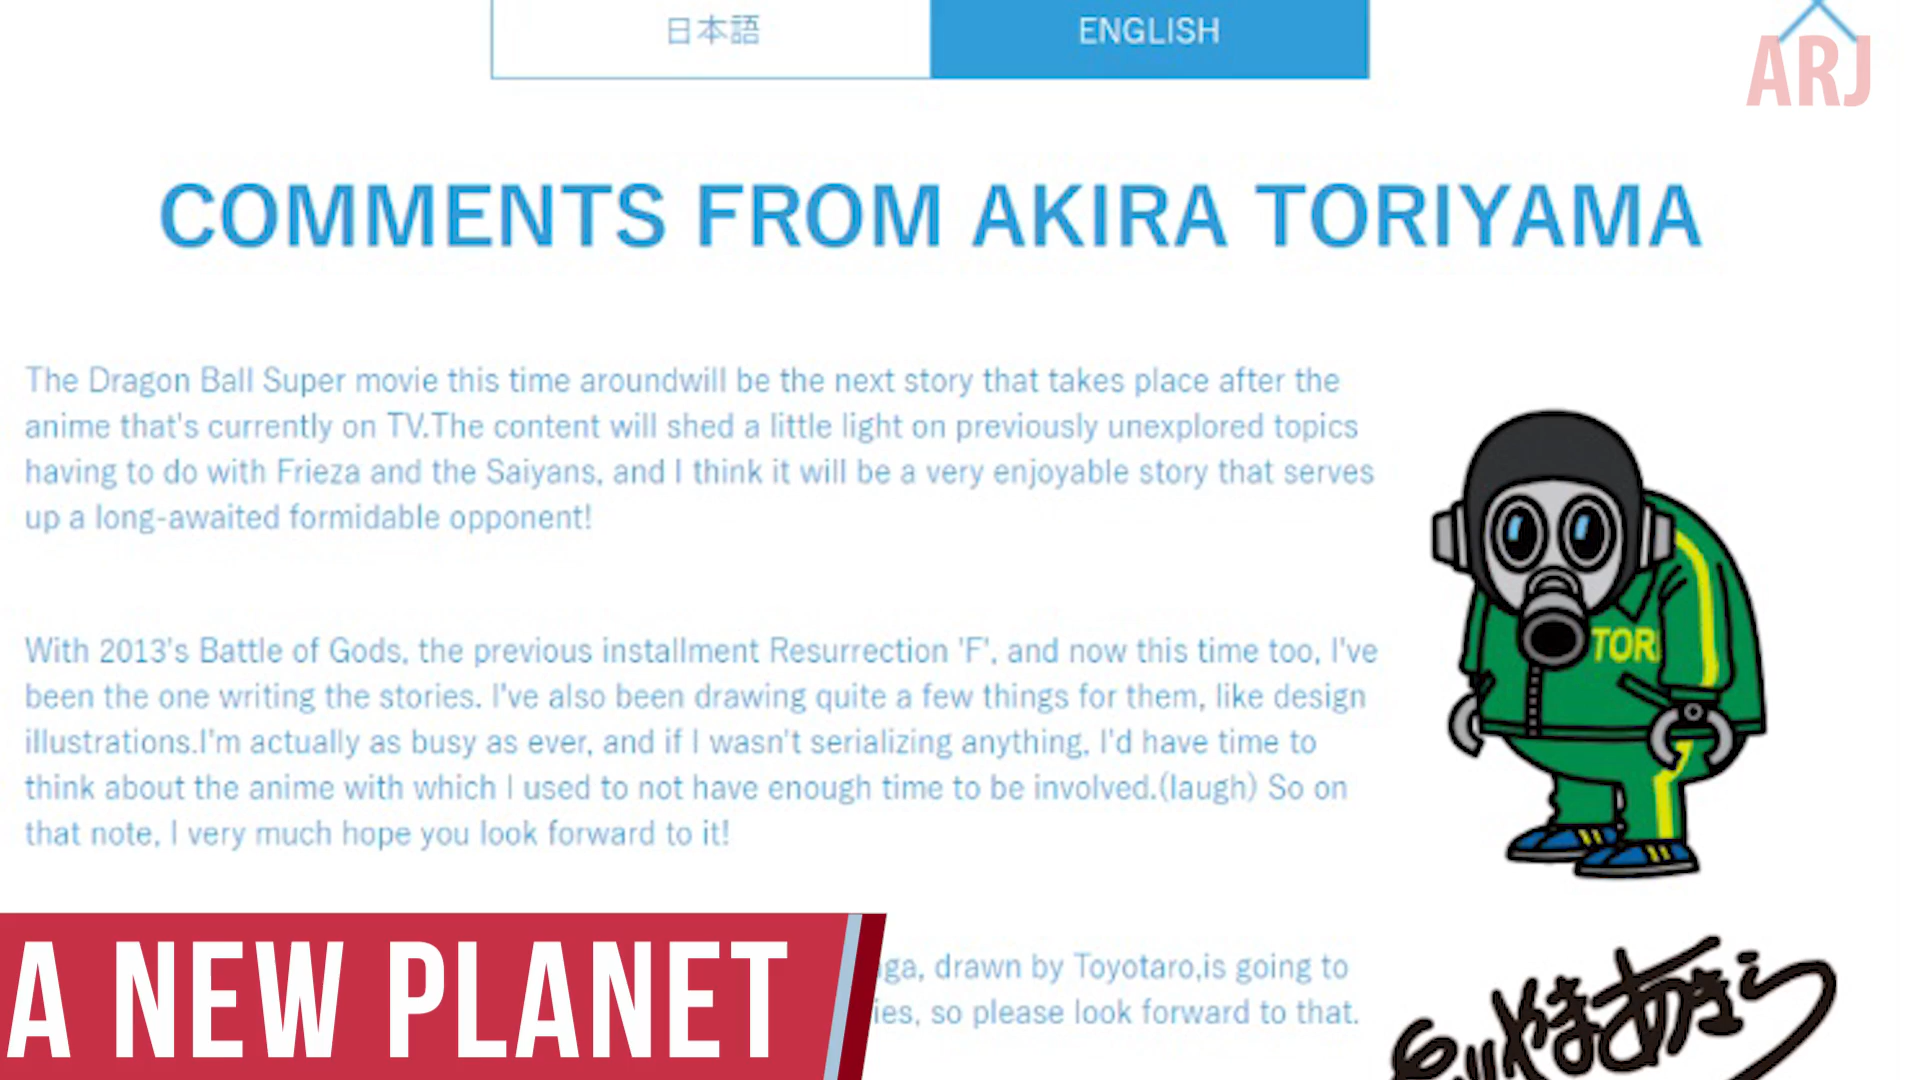 日本語
ENGLISH
ARJ
COMMENTS FROM AKIRA TORIYAMA
The Dragon Ball Super movie this time aroundwill be the next story that takes place after the
anime that's currently on TV.The content will shed a little light on previously unexplored topics
having to do with Frieza and the Saiyans, and I think it will be a very enjoyable story that serves
up a long-awaited formidable opponent!
With 2013's Battle of Gods, the previous installment Resurrection 'F', and now this time too, I've
been the one writing the stories. I've also been drawing quite a few things for them, like design
illustrations.I'm actually as busy as ever, and if I wasn't serializing anything, I'd have time to
think about the anime with which I used to not have enough time to be involved.(laugh) So on
that note, I very much hope you look forward to it!
TORI
drawn by Toyotaro,is going to
so please look forward to that.
A NEW PLANET
とりやまあきら